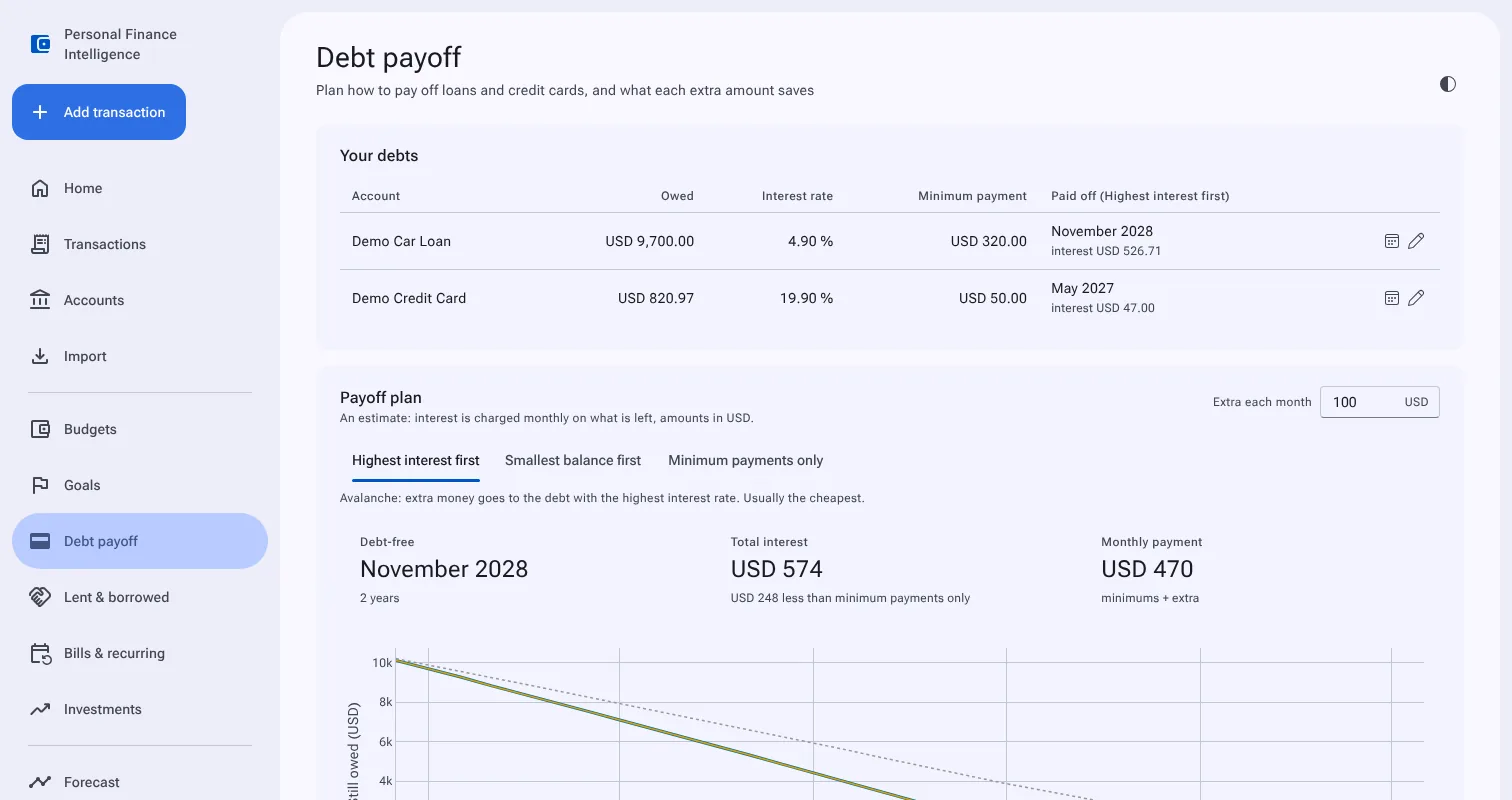 Personal Finance
Intelligence
Add transaction
Home
Transactions
Accounts
Import
Budgets
Goals
Debt payoff
Lent & borrowed
Bills & recurring
Investments
Forecast
Debt payoff
Plan how to pay off loans and credit cards, and what each extra amount saves
Your debts
Account Owed Interest rate Minimum payment Paid off (Highest interest first)
Demo Car Loan USD 9,700.00 4.90 % USD 320.00 November 2028
interest USD 526.71
Demo Credit Card USD 820.97 19.90 % USD 50.00 May 2027
interest USD 47.00
Payoff plan
An estimate: interest is charged monthly on what is left, amounts in USD.
Extra each month 100 USD
Highest interest first Smallest balance first Minimum payments only
Avalanche: extra money goes to the debt with the highest interest rate. Usually the cheapest.
Debt-free Total interest Monthly payment
November 2028 USD 574 USD 470
2 years USD 248 less than minimum payments only minimums + extra
10k
8k
6k
4k
Still owed (USD)